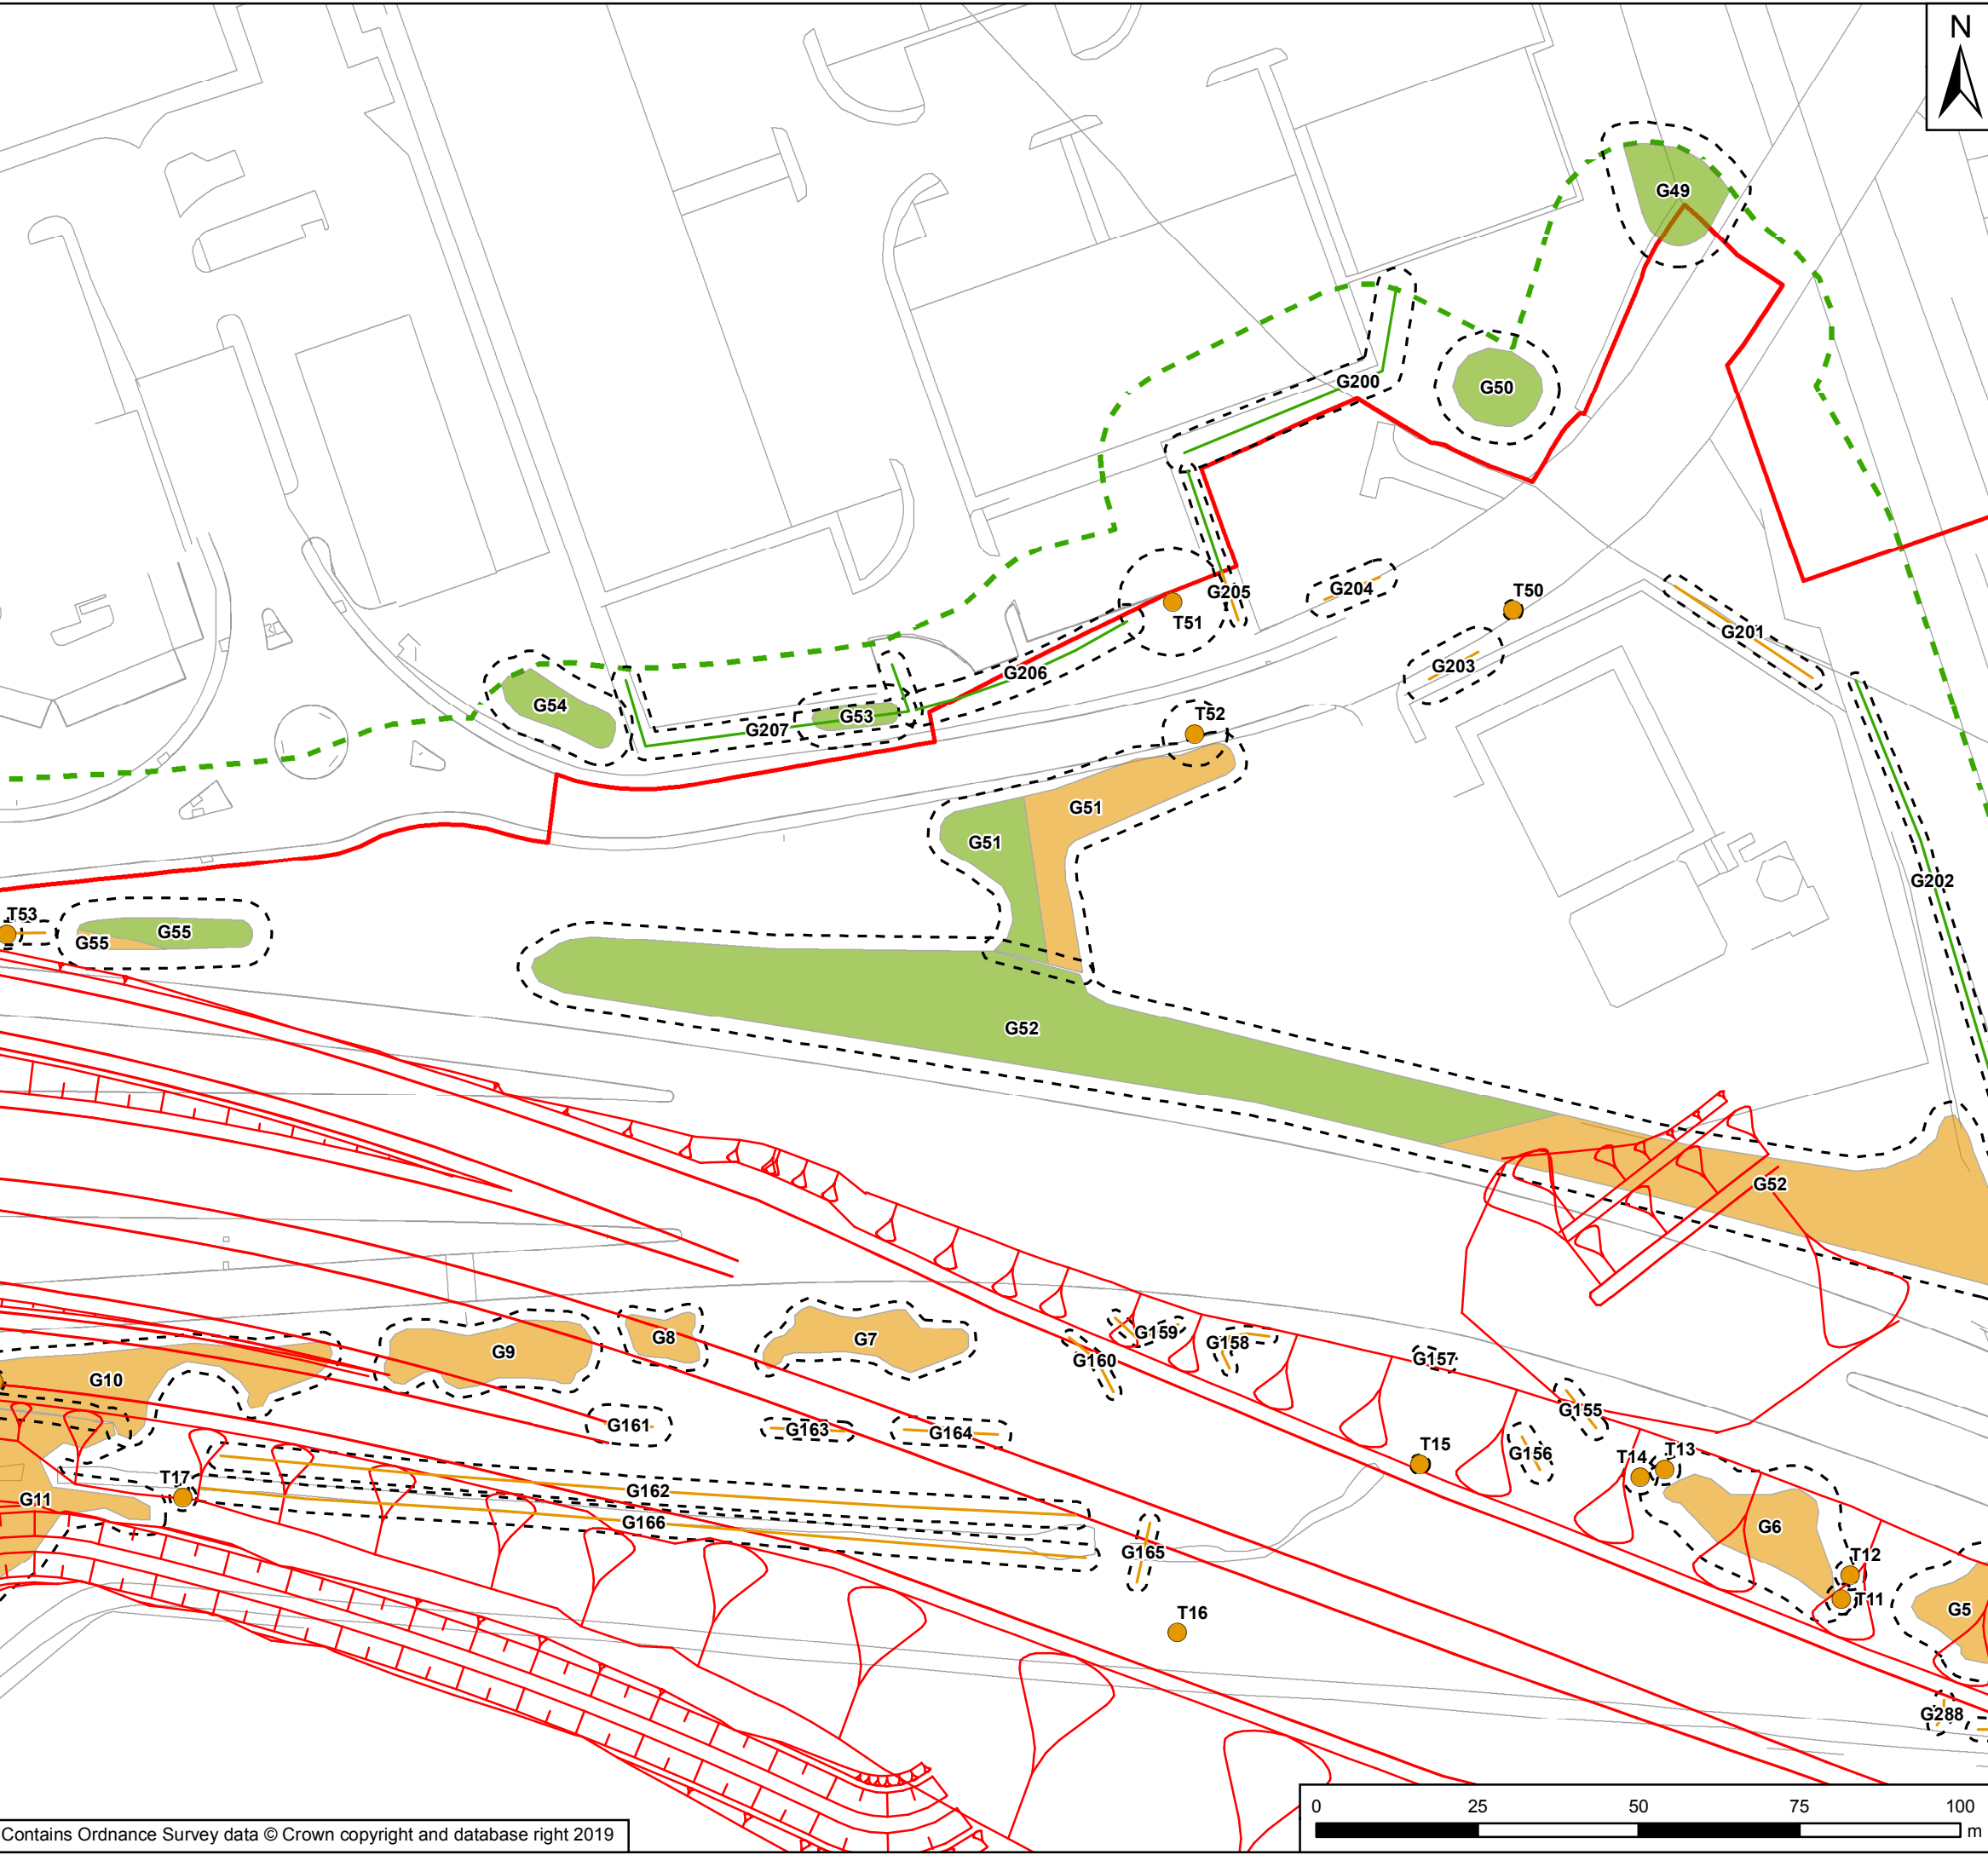 N
G49
G50
G200
G205
G204
T50
T51
G201
G203
G206
G54
G53
G207
T52
G51
G51
G202
T53
G55
G55
G52
G52
G159
G158
G160
G157
G8
G7
G9
G10
G155
G161
G163
G164
G156
T15
T14
T13
T17
G162
G11
G166
G6
G165
T12
T11
G5
T16
G288
0 25 50 75 100
m
Contains Ordnance Survey data © Crown copyright and database right 2019